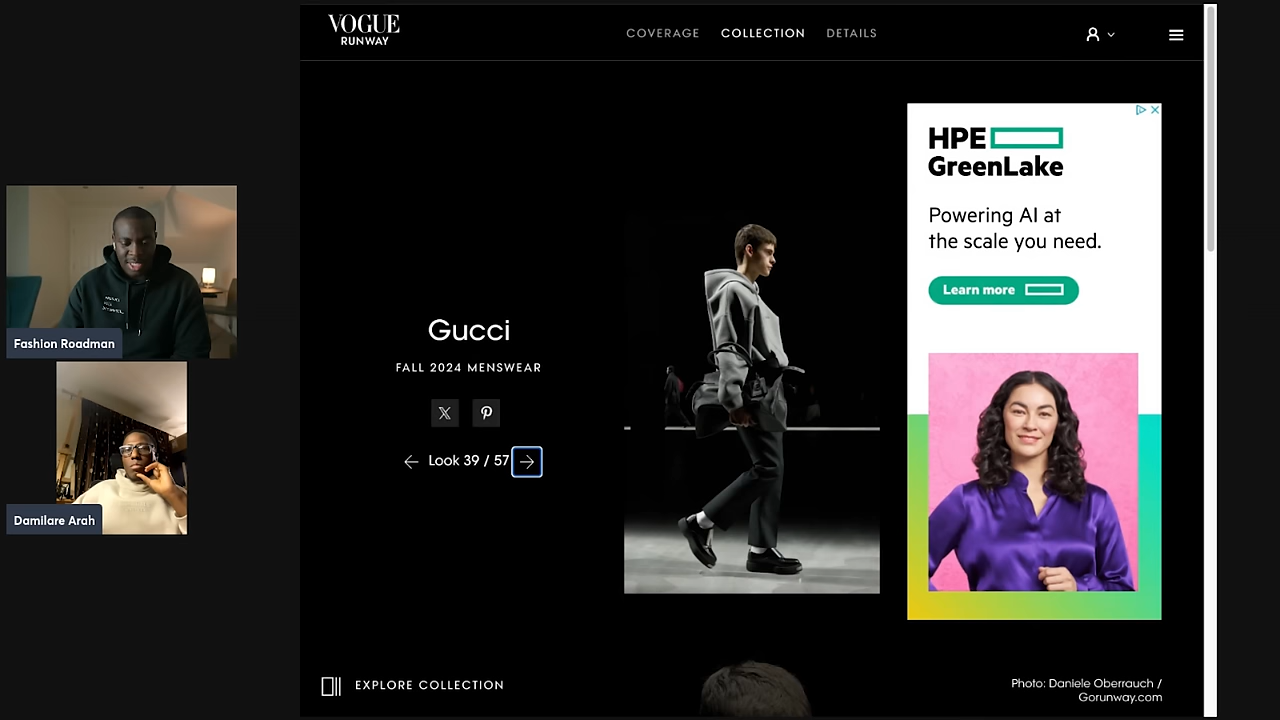 VOGUE
RUNWAY
COVERAGE
COLLECTION
DETAILS
HPE
GreenLake
Powering AI at
the scale you need.
Learn more
Fashion Roadman
Damilare Arah
Gucci
FALL 2024 MENSWEAR
Look 39 / 57
EXPLORE COLLECTION
Photo: Daniele Oberrauch /
Gorunway.com